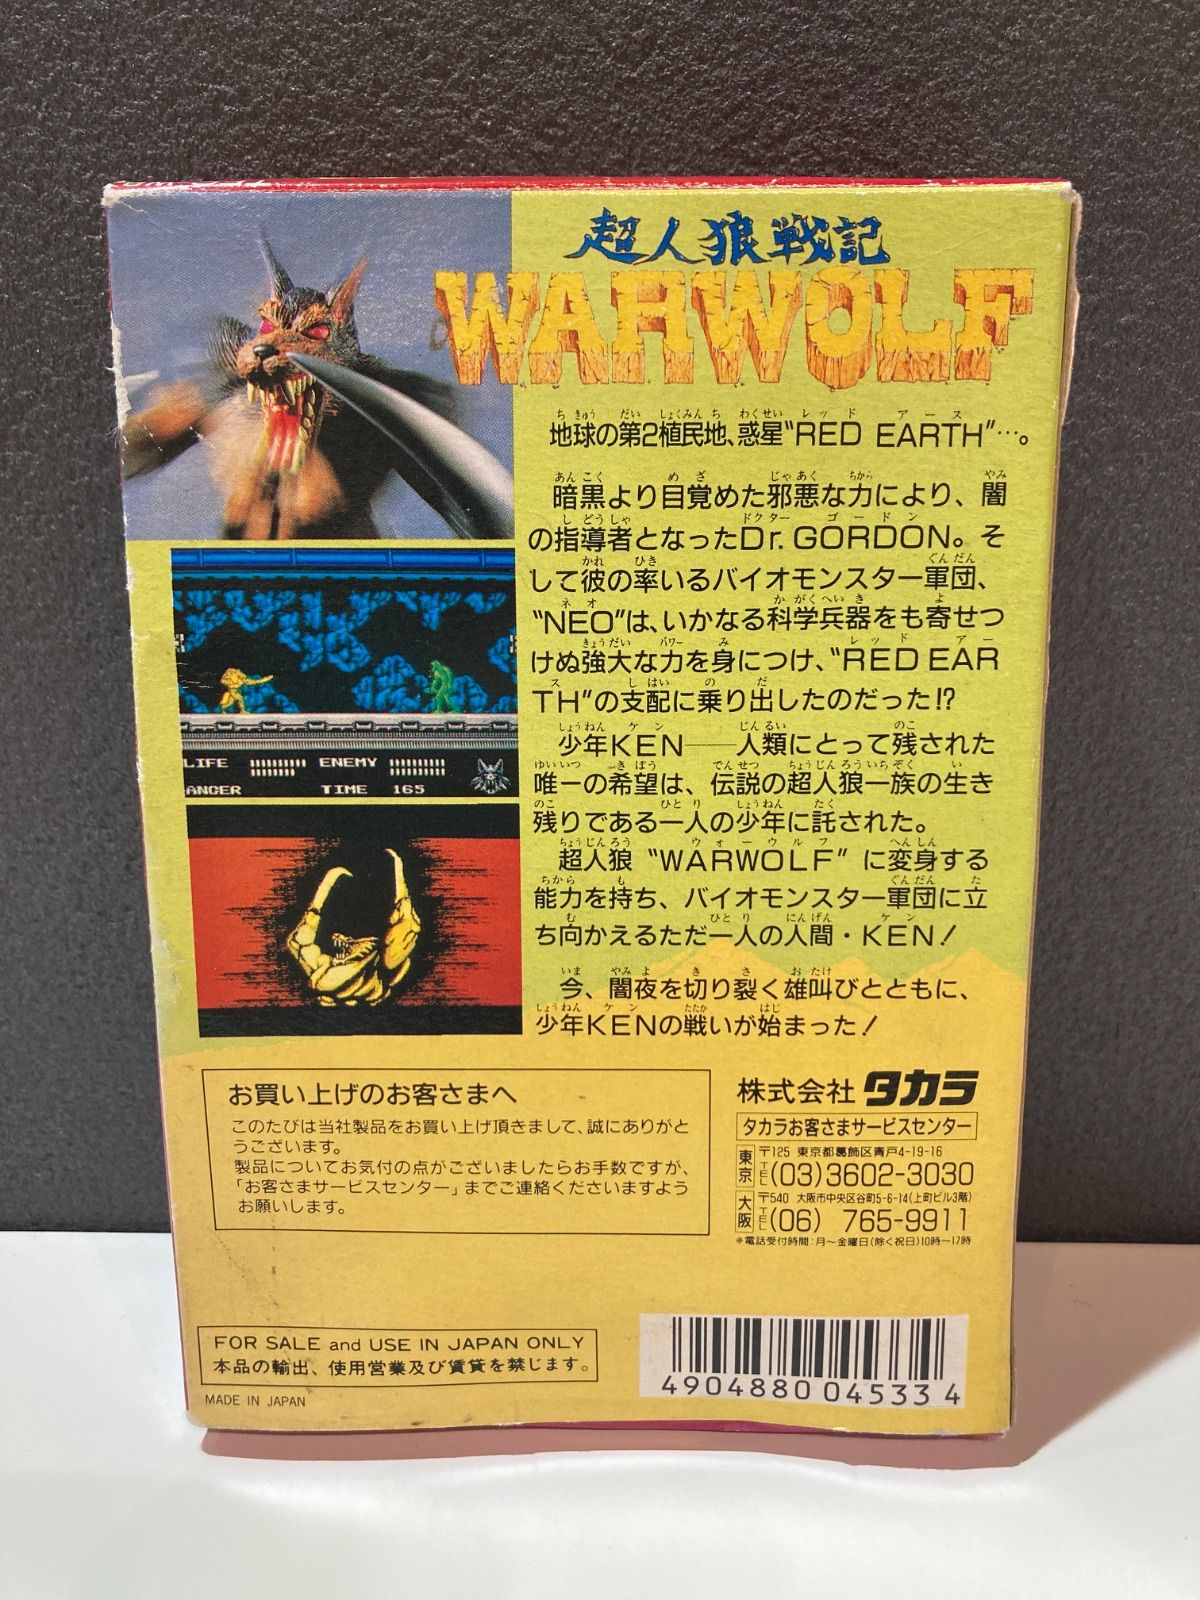 超人狼戦記
WARWOLF
地球の第2植民地、惑星"RED EARTH"…。
暗黒より目覚めた邪悪な力により、闇
の指導者となったDr.GORDON。そ
して彼の率いるバイオモンスター軍団、
"NEO"は、いかなる科学兵器をも寄せつ
けぬ強大な力を身につけ、"RED EAR
TH"の支配に乗り出したのだった!?
少年KEN——人類にとって残された
唯一の希望は、伝説の超人狼一族の生き
残りである一人の少年に託された。
超人狼 "WARWOLF" に変身する
能力を持ち、バイオモンスター軍団に立
ち向かえるただ一人の人間・KEN!
今、闇夜を切り裂く雄叫びとともに、
少年KENの戦いが始まった!
LIFE ENEMY
ANGER TIME 165
お買い上げのお客さまへ
このたびは当社製品をお買い上げ頂きまして、誠にありがと
うございます。
製品についてお気付の点がございましたらお手数ですが、
「お客さまサービスセンター」までご連絡くださいますよう
お願いします。
株式会社 タカラ
タカラお客さまサービスセンター
東京 〒125 東京都葛飾区青戸4-19-16
TEL (03)3602-3030
大阪 〒540 大阪市中央区谷町5-6-14(上町ビル3階)
TEL (06) 765-9911
※電話受付時間:月〜金曜日(除く祝日)10時〜17時
FOR SALE and USE IN JAPAN ONLY
本品の輸出、使用営業及び賃貸を禁じます。
MADE IN JAPAN
4904880 045334